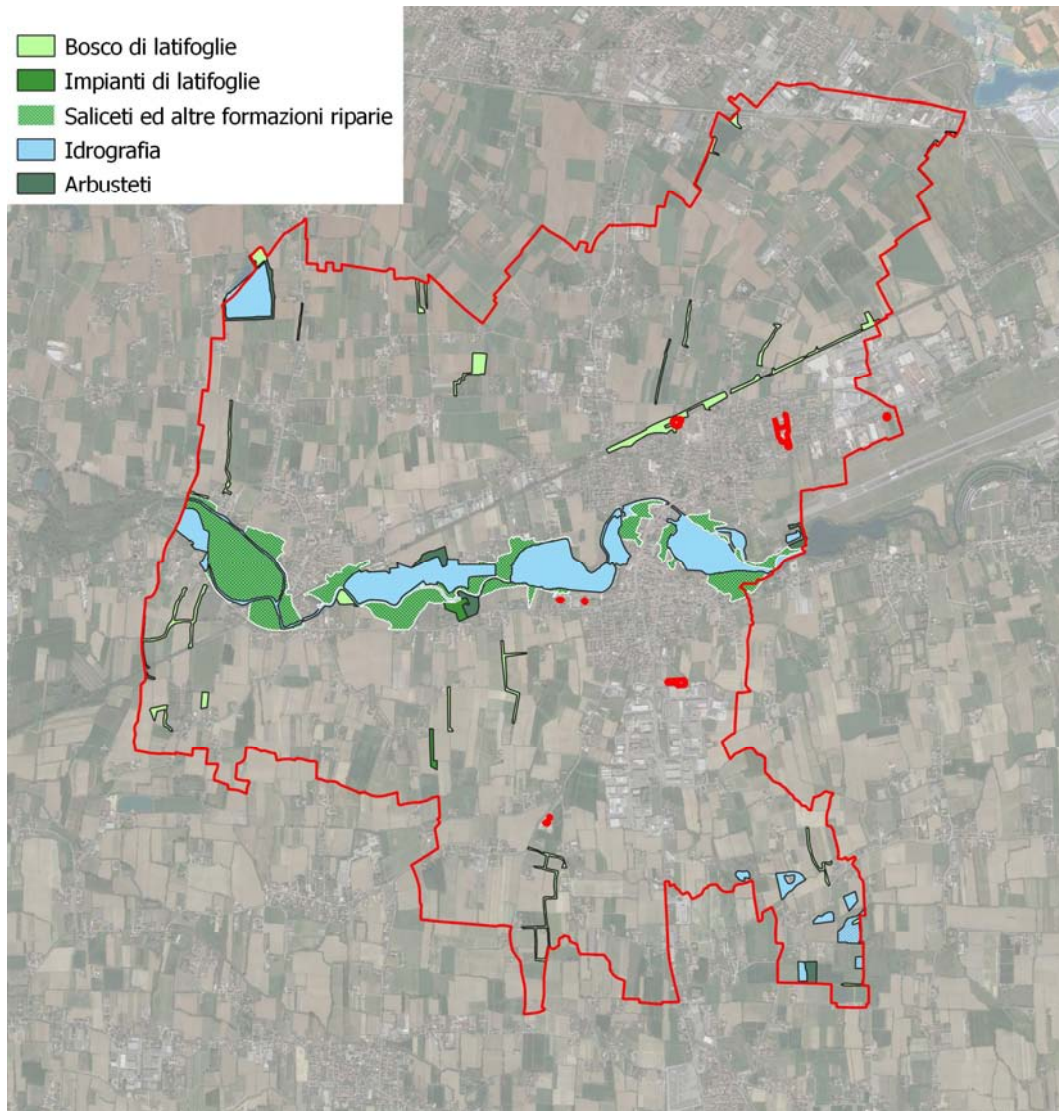 Bosco di latifoglie
Impianti di latifoglie
Saliceti ed altre formazioni riparie
Idrografia
Arbusteti